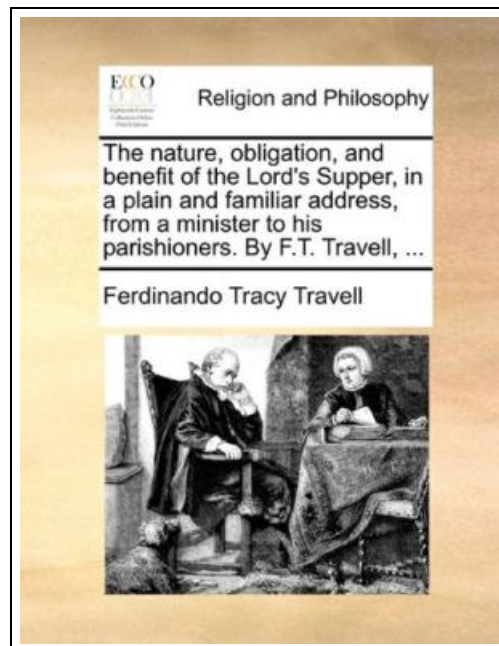 ECCO
Religion and Philosophy
The nature, obligation, and
benefit of the Lord's Supper, in
a plain and familiar address,
from a minister to his
parishioners. By F.T. Travell, ...
Ferdinando Tracy Travell